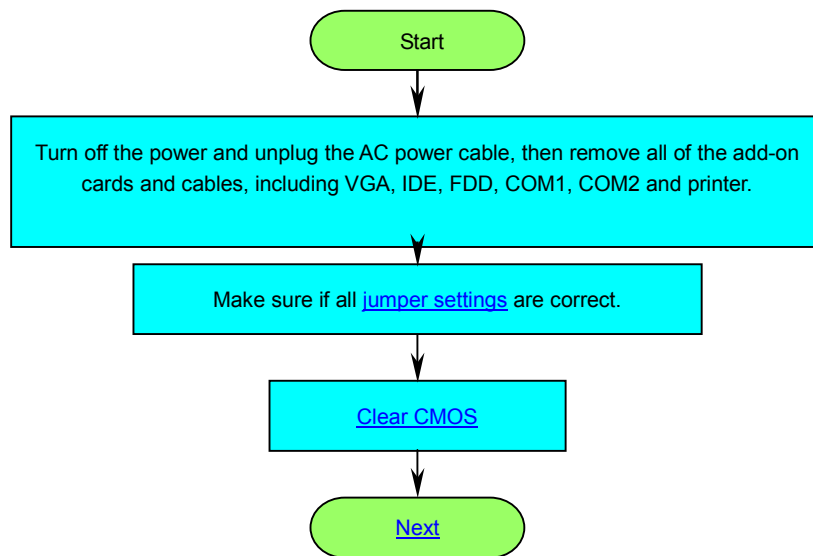 Start
Turn off the power and unplug the AC power cable, then remove all of the add-on
cards and cables, including VGA, IDE, FDD, COM1, COM2 and printer.
Make sure if all jumper settings are correct.
Clear CMOS
Next